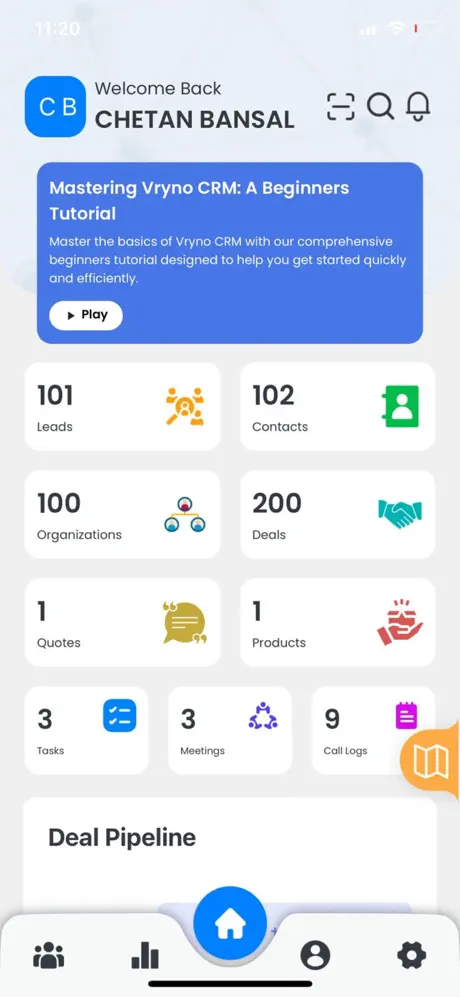 11:20
C B
Welcome Back
CHETAN BANSAL
Mastering Vryno CRM: A Beginners
Tutorial
Master the basics of Vryno CRM with our comprehensive
beginners tutorial designed to help you get started quickly
and efficiently.
Play
101
Leads
102
Contacts
100
Organizations
200
Deals
1
Quotes
1
Products
3
Tasks
3
Meetings
9
Call Logs
Deal Pipeline